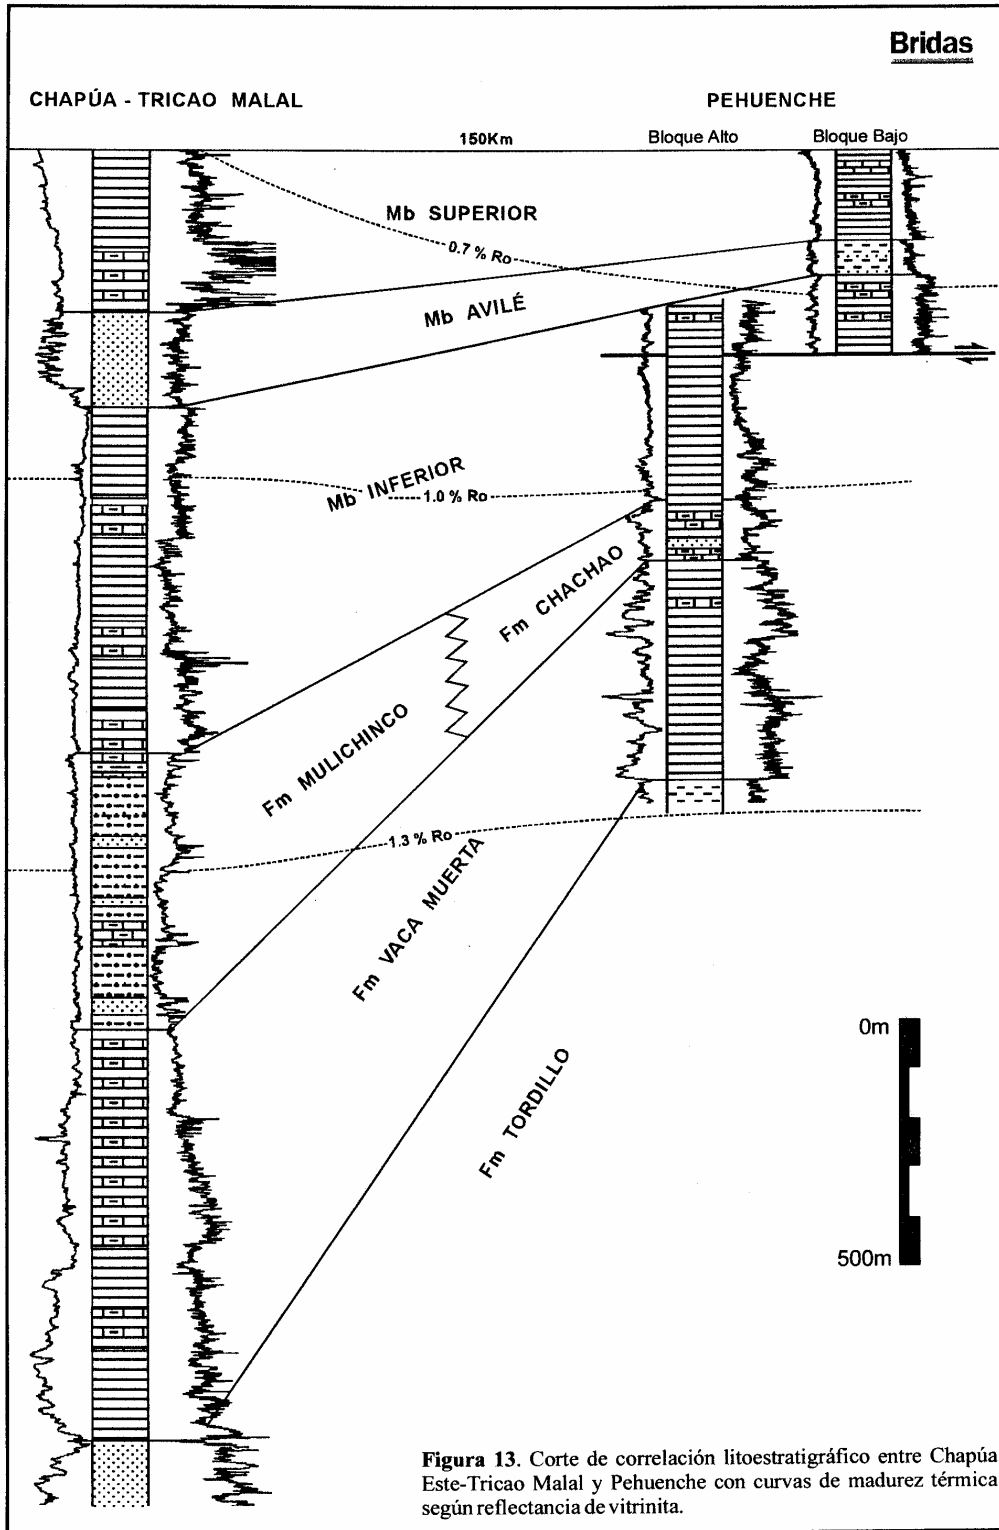 Bridas
CHAPÚA - TRICAO MALAL
PEHUENCHE
150Km
Bloque Alto
Bloque Bajo
Mb SUPERIOR
0.7 % Ro
Mb AVILÉ
Mb INFERIOR
1.0 % Ro
Fm CHACHAO
Fm MULICHINCO
1.3 % Ro
Fm VACA MUERTA
Fm TORDILLO
0m
500m
Figura 13. Corte de correlación litoestratigráfico entre Chapúa
Este-Tricao Malal y Pehuenche con curvas de madurez térmica
según reflectancia de vitrinita.